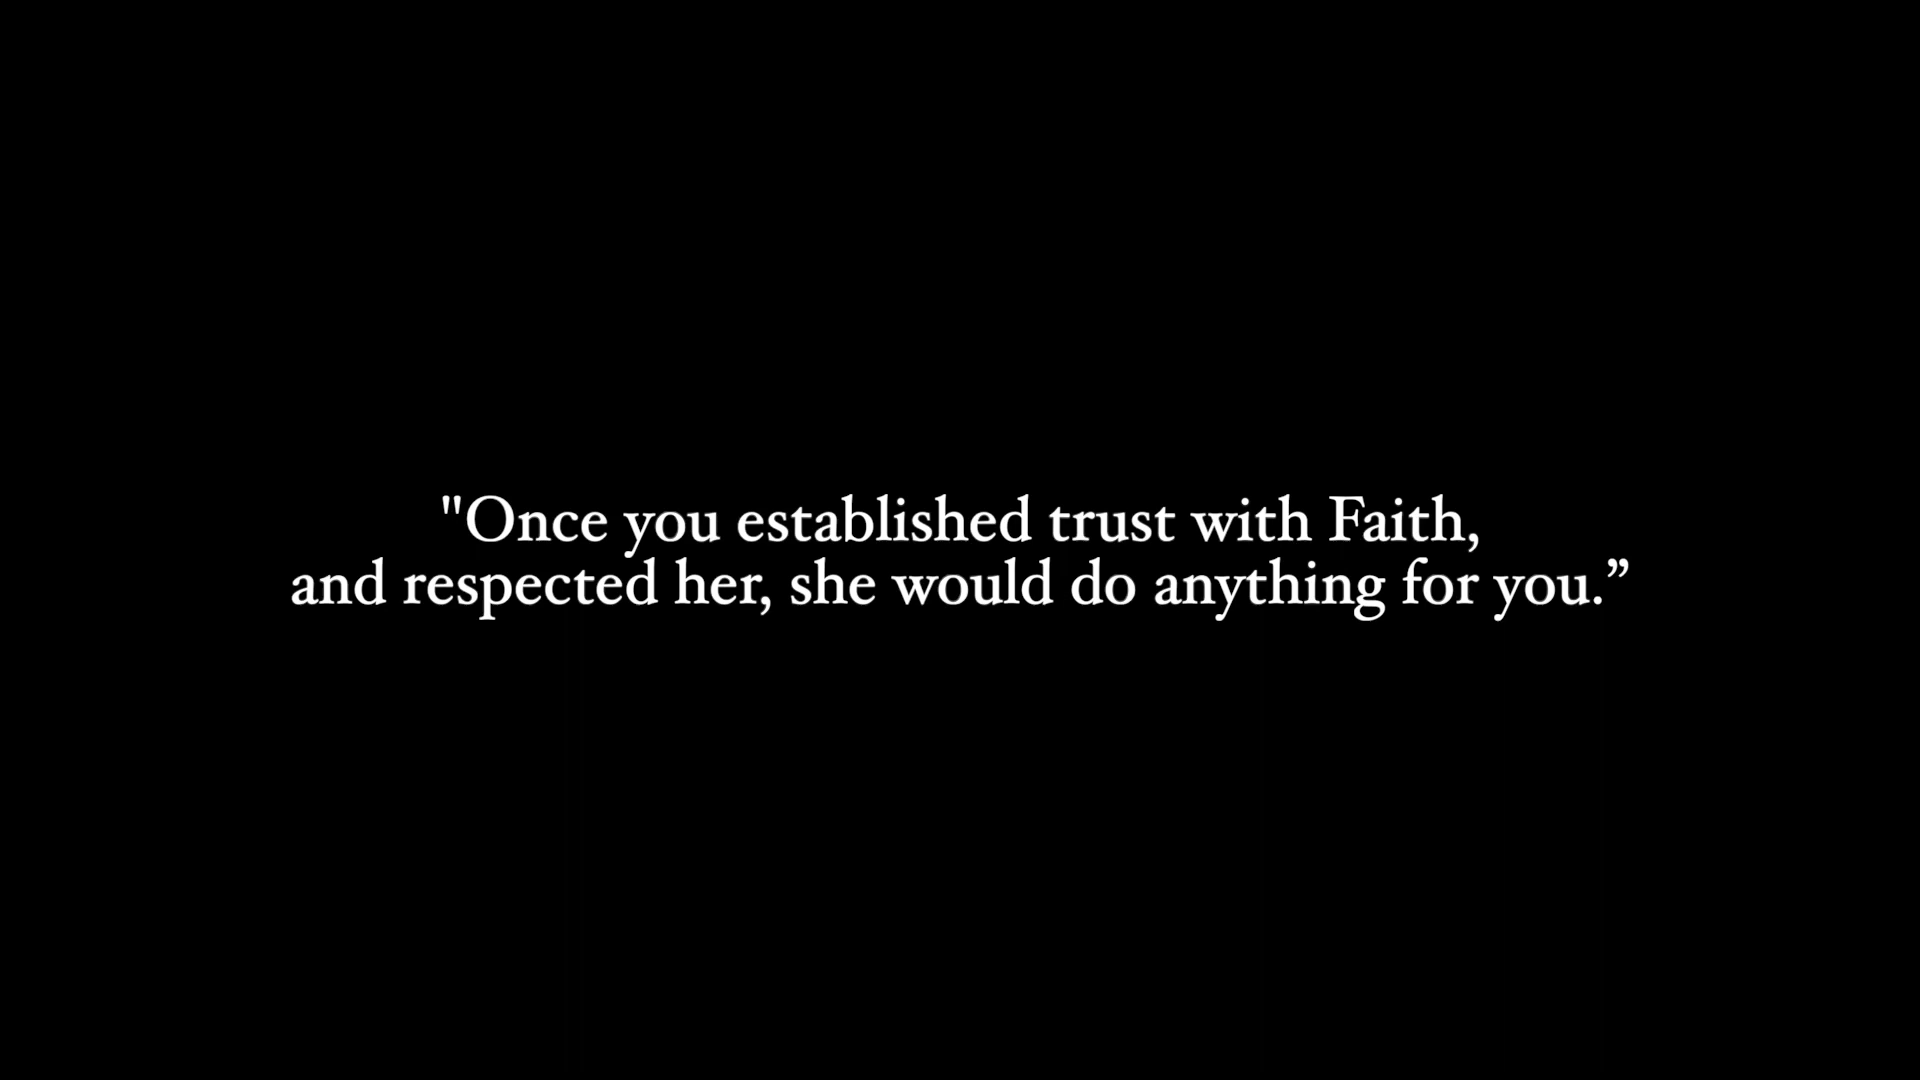 "Once you established trust with Faith,
and respected her, she would do anything for you.”